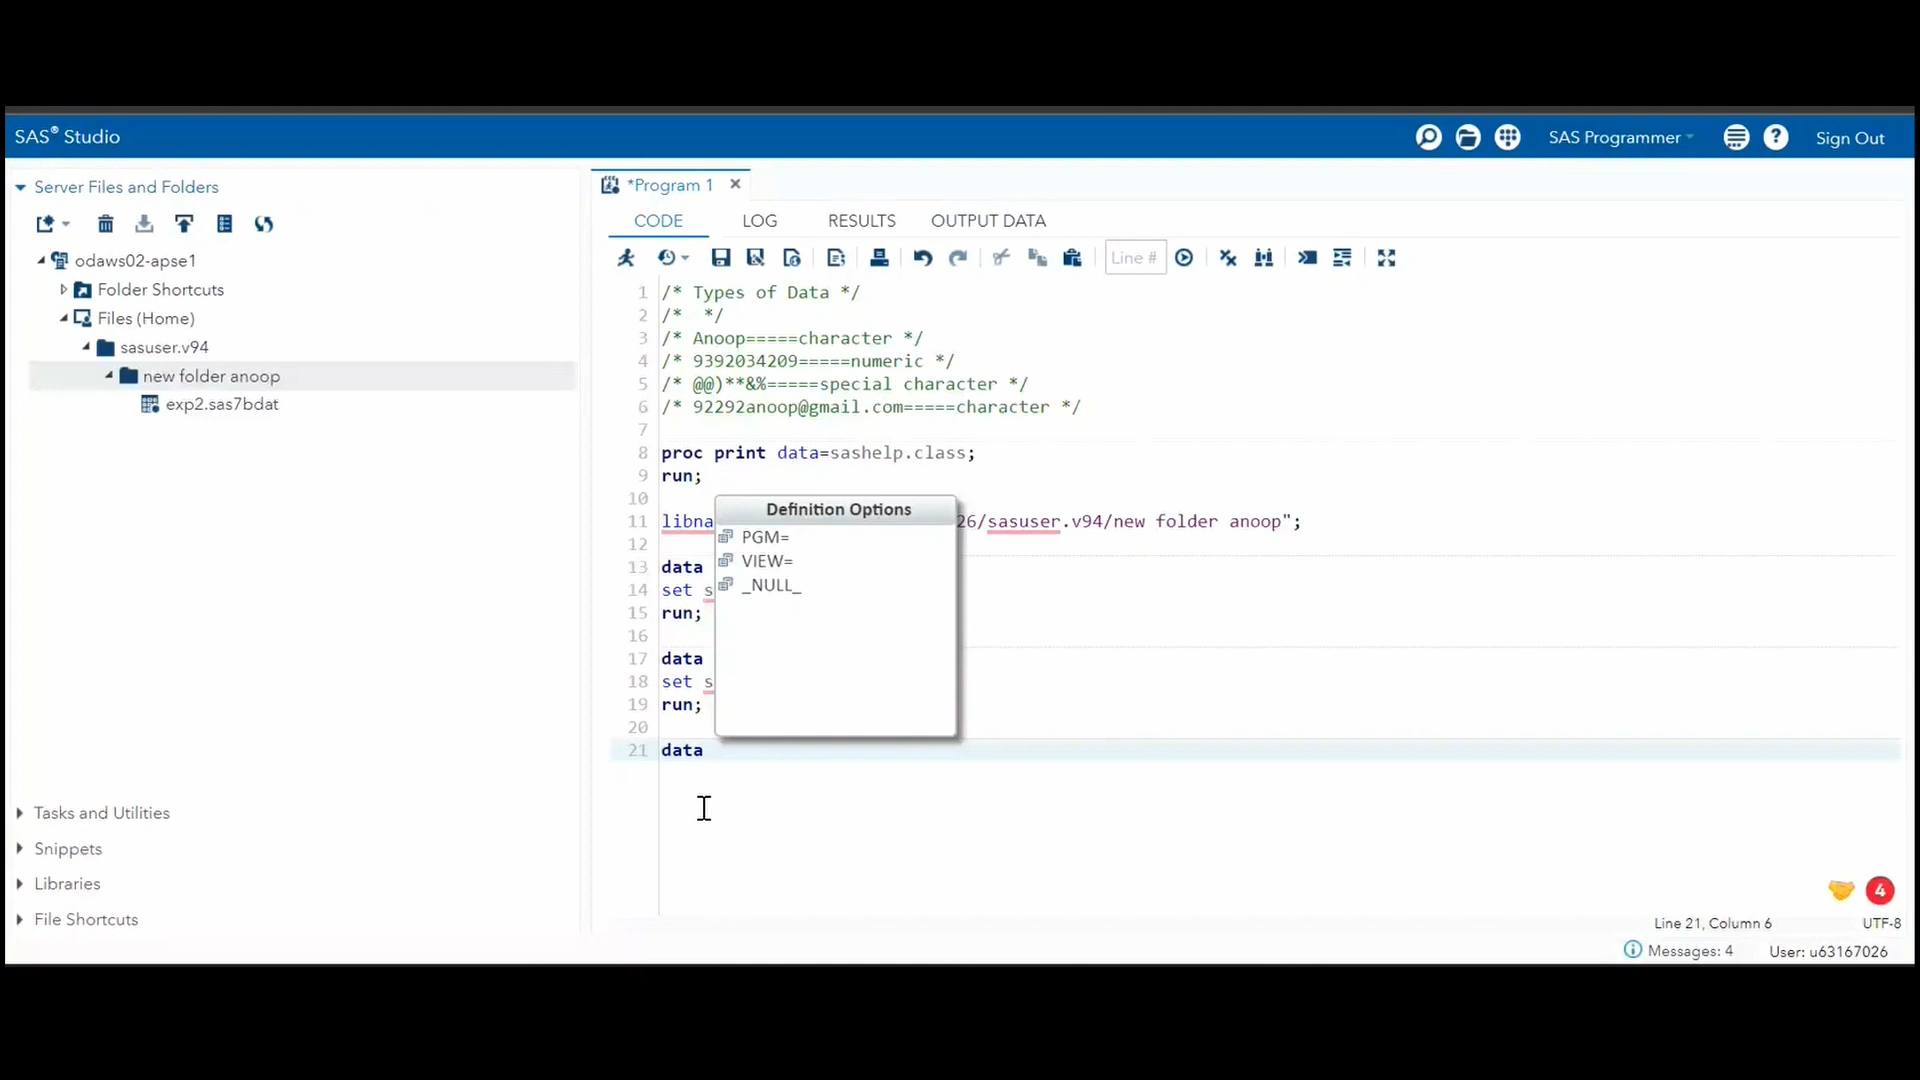 SAS® Studio
SAS Programmer
Sign Out
Server Files and Folders
odaws02-apse1
Folder Shortcuts
Files (Home)
sasuser.v94
new folder anoop
exp2.sas7bdat
Tasks and Utilities
Snippets
Libraries
File Shortcuts
*Program 1
CODE LOG RESULTS OUTPUT DATA
Line #
1 /* Types of Data */
2 /*  */
3 /* Anoop=====character */
4 /* 9392034209=====numeric */
5 /* @@)**&%=====special character */
6 /* 92292anoop@gmail.com=====character */
7
8 proc print data=sashelp.class;
9 run;
10
11 libna 26/sasuser.v94/new folder anoop";
12
13 data
14 set s
15 run;
16
17 data
18 set s
19 run;
20
21 data
Definition Options
PGM=
VIEW=
_NULL_
4
Line 21, Column 6
UTF-8
Messages: 4
User: u63167026